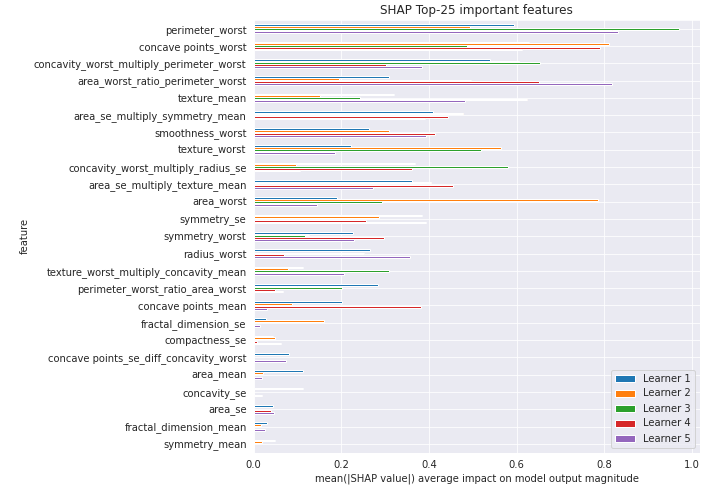 SHAP Top-25 important features
perimeter_worst
concave points_worst
concavity_worst_multiply_perimeter_worst
area_worst_ratio_perimeter_worst
texture_mean
area_se_multiply_symmetry_mean
smoothness_worst
texture_worst
concavity_worst_multiply_radius_se
area_se_multiply_texture_mean
area_worst
symmetry_se
symmetry_worst
radius_worst
texture_worst_multiply_concavity_mean
perimeter_worst_ratio_area_worst
concave points_mean
fractal_dimension_se
compactness_se
concave points_se_diff_concavity_worst
area_mean
concavity_se
area_se
fractal_dimension_mean
symmetry_mean
feature
Learner 1
Learner 2
Learner 3
Learner 4
Learner 5
0.0 0.2 0.4 0.6 0.8 1.0
mean(|SHAP value|) average impact on model output magnitude